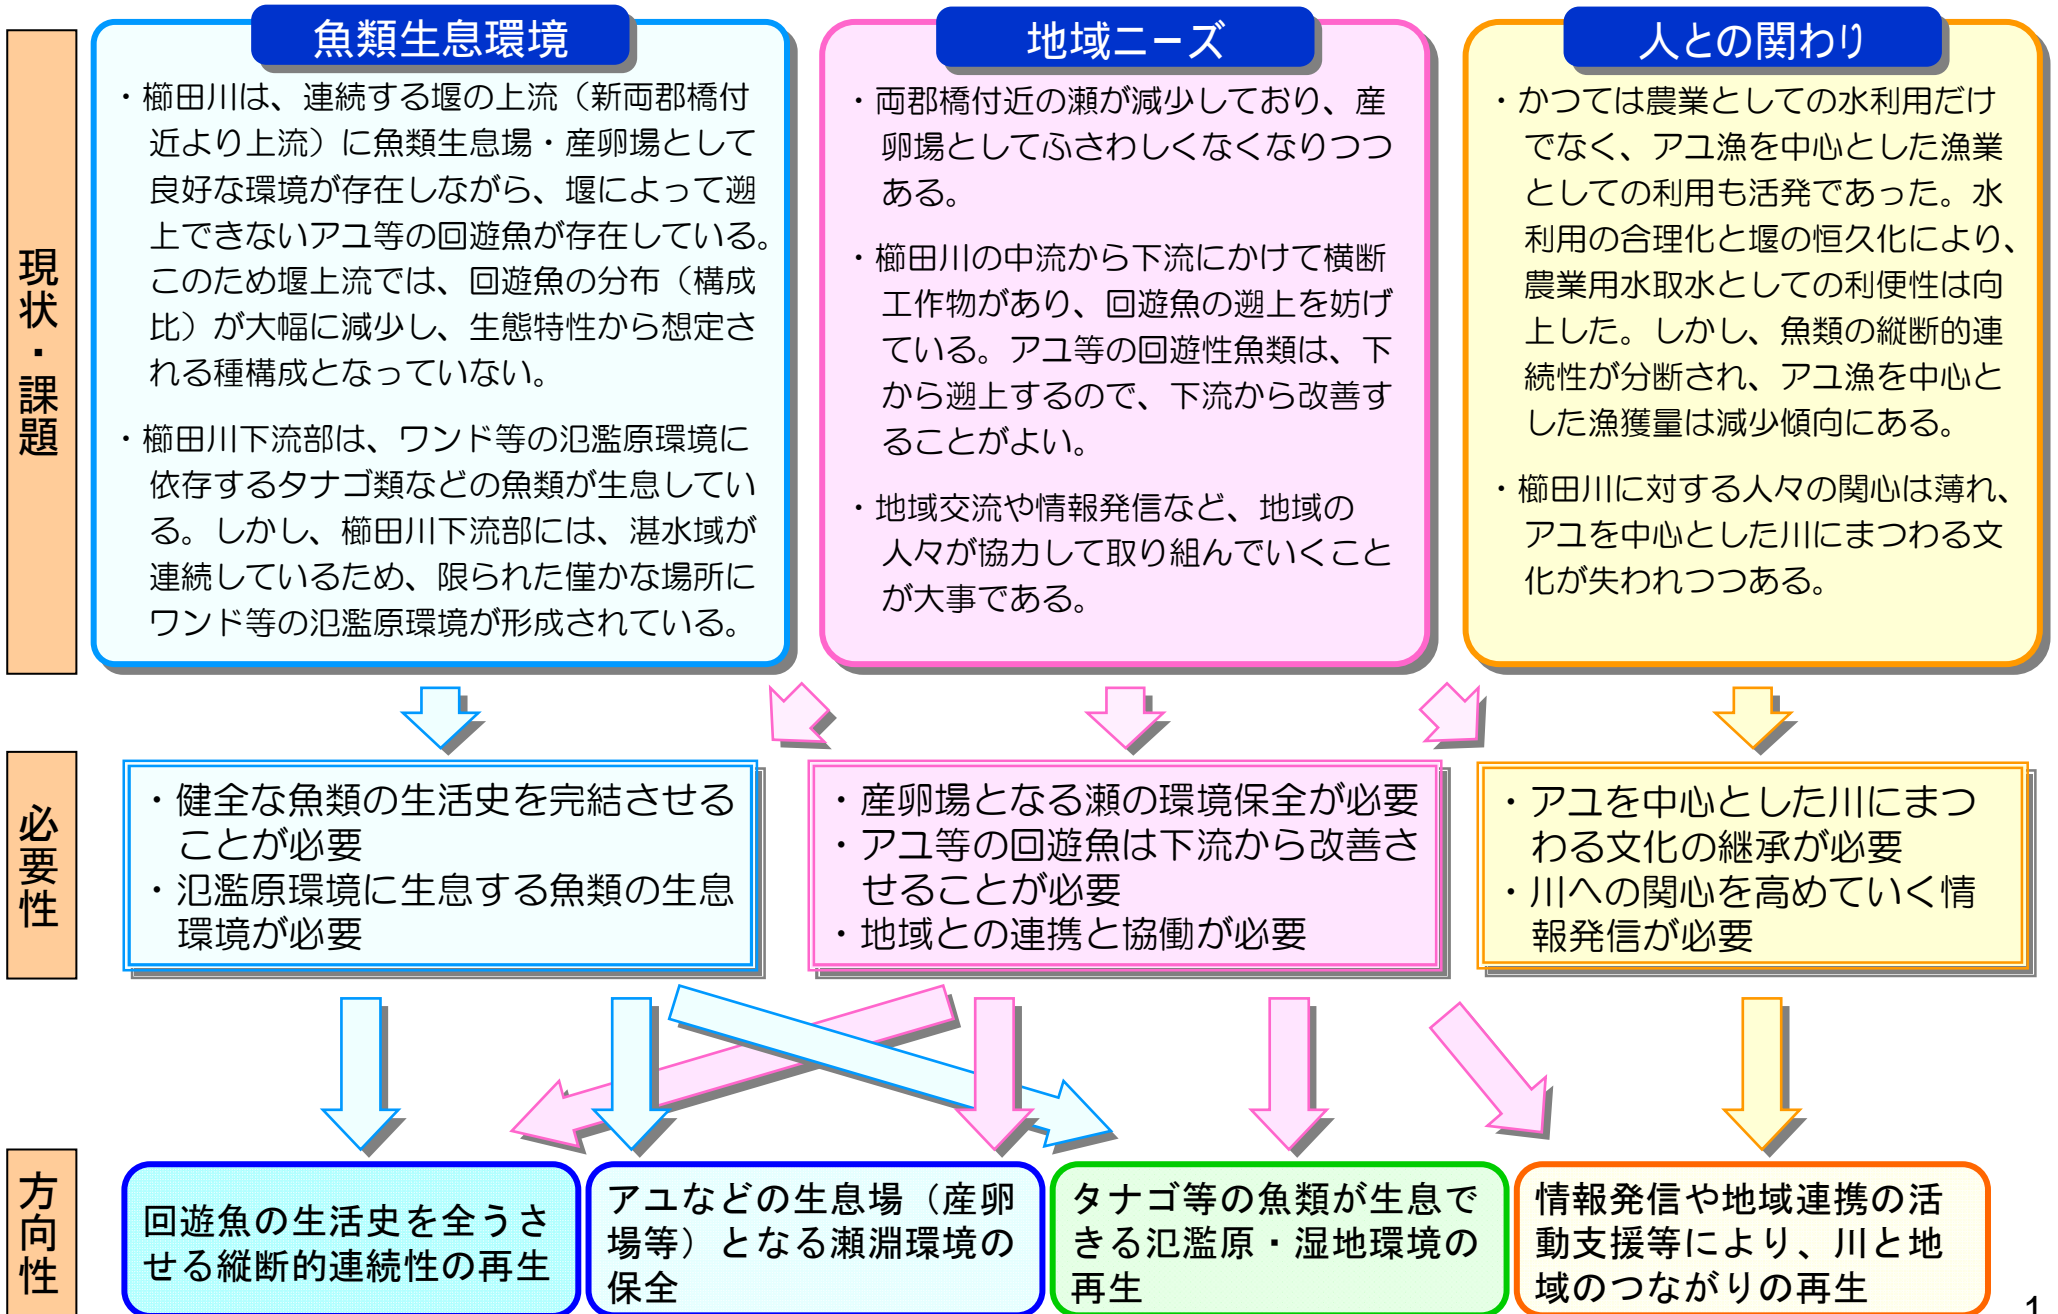 魚類生息環境
地域ニーズ
人との関わり
現状・課題
・櫛田川は、連続する堰の上流（新両郡橋付
近より上流）に魚類生息場・産卵場として
良好な環境が存在しながら、堰によって遡
上できないアユ等の回遊魚が存在している。
このため堰上流では、回遊魚の分布（構成
比）が大幅に減少し、生態特性から想定さ
れる種構成となっていない。
・櫛田川下流部は、ワンド等の氾濫原環境に
依存するタナゴ類などの魚類が生息してい
る。しかし、櫛田川下流部には、湛水域が
連続しているため、限られた僅かな場所に
ワンド等の氾濫原環境が形成されている。
・両郡橋付近の瀬が減少しており、産
卵場としてふさわしくなくなりつつ
ある。
・櫛田川の中流から下流にかけて横断
工作物があり、回遊魚の遡上を妨げ
ている。アユ等の回遊性魚類は、下
から遡上するので、下流から改善す
ることがよい。
・地域交流や情報発信など、地域の
人々が協力して取り組んでいくこと
が大事である。
・かつては農業としての水利用だけ
でなく、アユ漁を中心とした漁業
としての利用も活発であった。水
利用の合理化と堰の恒久化により、
農業用水取水としての利便性は向
上した。しかし、魚類の縦断的連
続性が分断され、アユ漁を中心と
した漁獲量は減少傾向にある。
・櫛田川に対する人々の関心は薄れ、
アユを中心とした川にまつわる文
化が失われつつある。
必要性
・健全な魚類の生活史を完結させる
ことが必要
・氾濫原環境に生息する魚類の生息
環境が必要
・産卵場となる瀬の環境保全が必要
・アユ等の回遊魚は下流から改善さ
せることが必要
・地域との連携と協働が必要
・アユを中心とした川にまつ
わる文化の継承が必要
・川への関心を高めていく情
報発信が必要
方向性
回遊魚の生活史を全うさ
せる縦断的連続性の再生
アユなどの生息場（産卵
場等）となる瀬淵環境の
保全
タナゴ等の魚類が生息で
きる氾濫原・湿地環境の
再生
情報発信や地域連携の活
動支援等により、川と地
域のつながりの再生
1